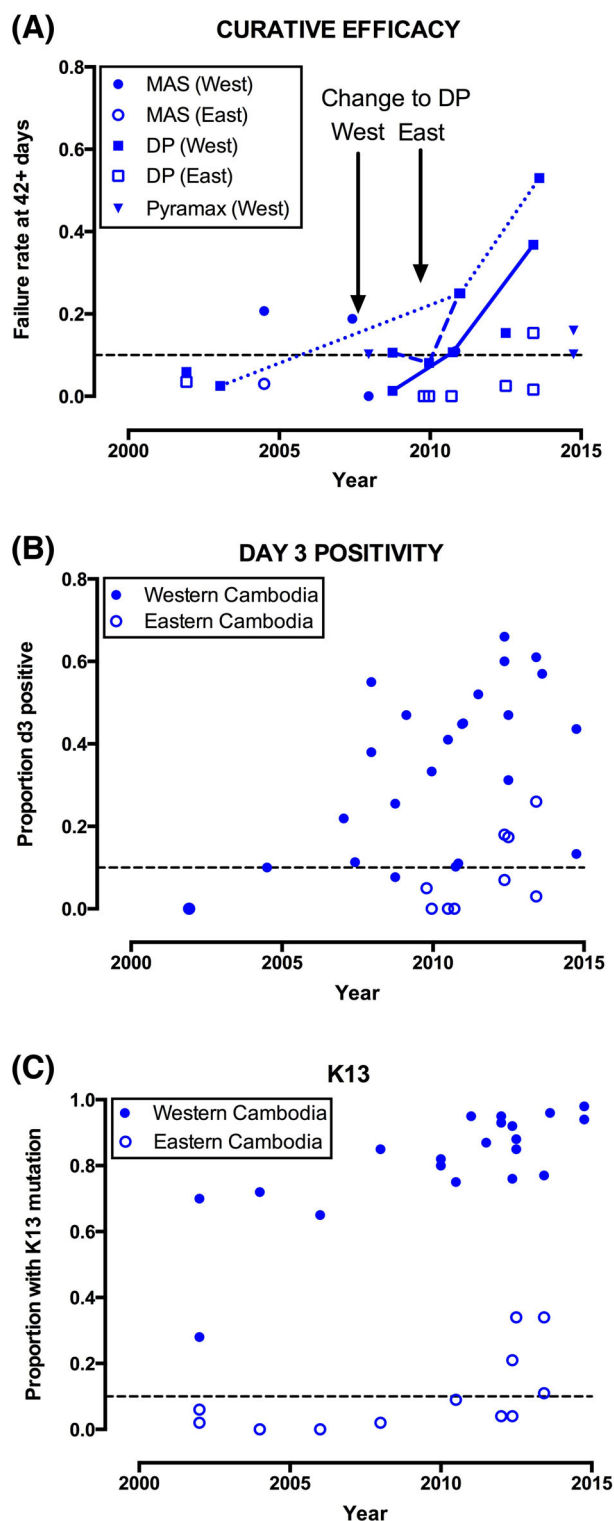 (A)
CURATIVE EFFICACY
0.8
0.6
0.4
0.2
0.0
Failure rate at 42+ days
MAS (West)
MAS (East)
DP (West)
DP (East)
Pyramax (West)
Change to DP
West East
2000 2005 2010 2015
Year
(B)
DAY 3 POSITIVITY
0.8
0.6
0.4
0.2
0.0
Proportion d3 positive
Western Cambodia
Eastern Cambodia
2000 2005 2010 2015
Year
(C)
K13
1.0
0.8
0.6
0.4
0.2
0.0
Proportion with K13 mutation
Western Cambodia
Eastern Cambodia
2000 2005 2010 2015
Year